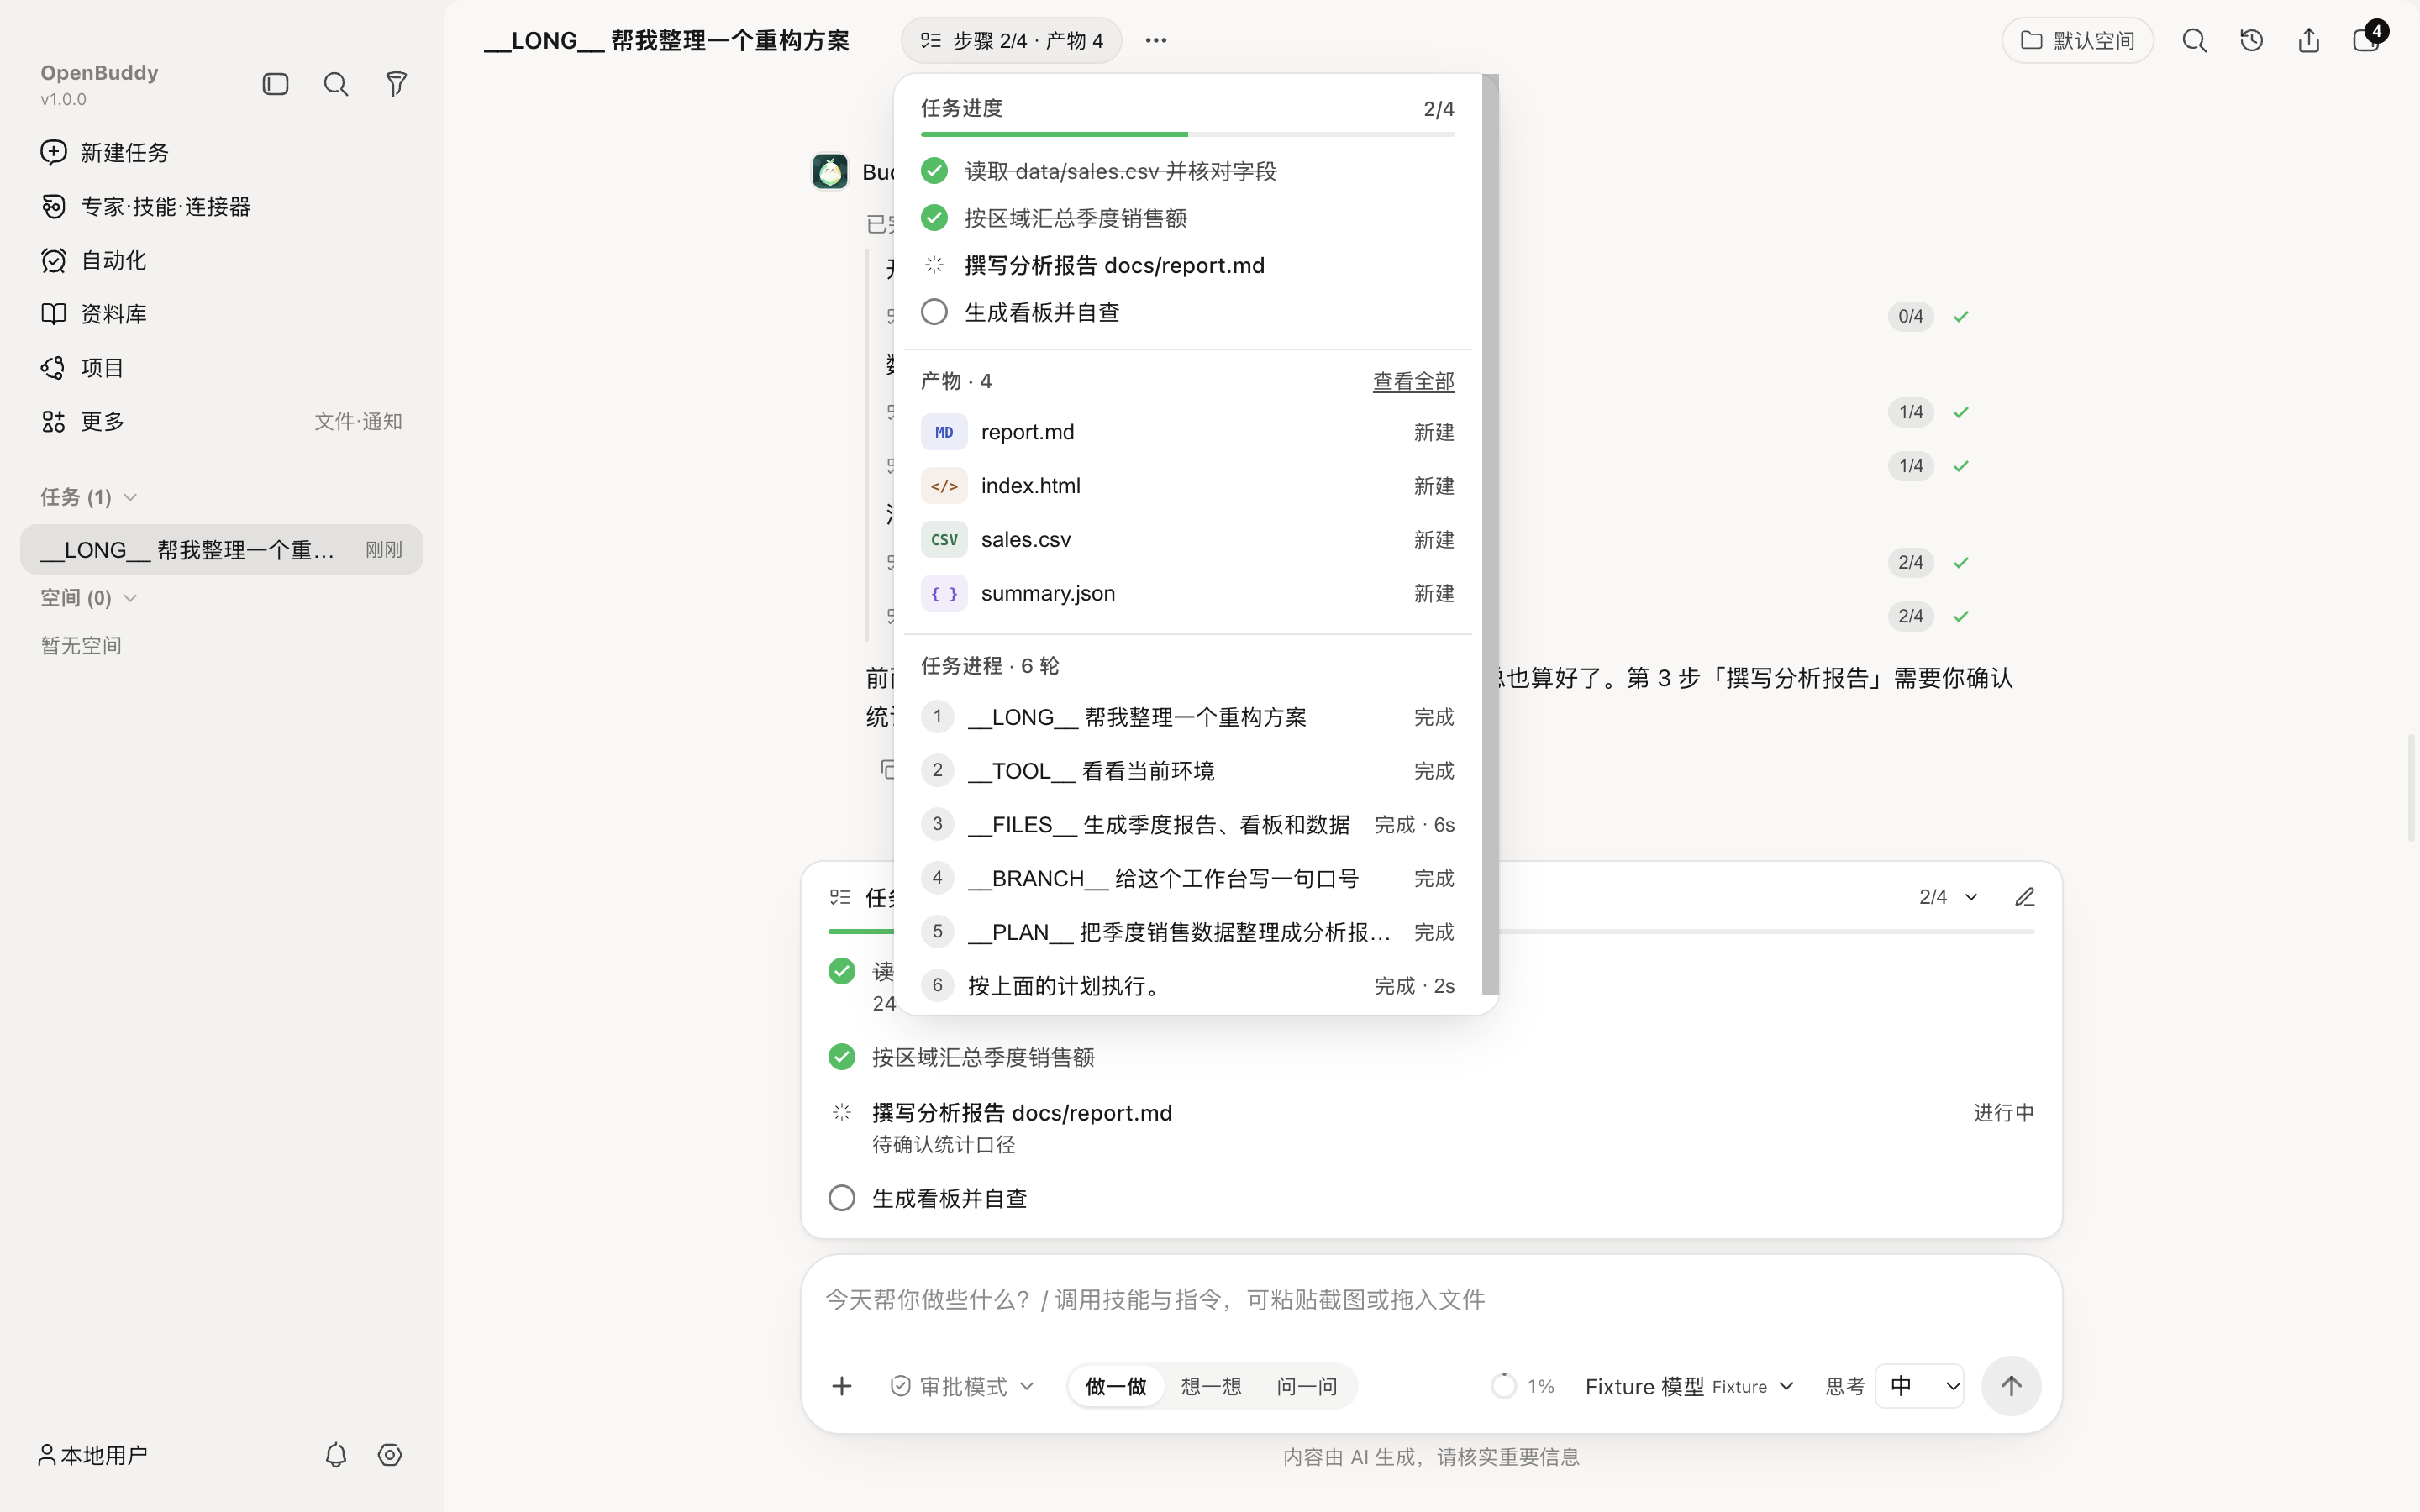 OpenBuddy
v1.0.0
新建任务
专家·技能·连接器
自动化
资料库
项目
更多
文件·通知
任务 (1)
__LONG__ 帮我整理一个重…
刚刚
空间 (0)
暂无空间
本地用户
__LONG__ 帮我整理一个重构方案
步骤 2/4 · 产物 4
默认空间
4
任务进度
2/4
读取 data/sales.csv 并核对字段
按区域汇总季度销售额
撰写分析报告 docs/report.md
生成看板并自查
产物 · 4
查看全部
MD report.md 新建
</> index.html 新建
CSV sales.csv 新建
{ } summary.json 新建
任务进程 · 6 轮
1 __LONG__ 帮我整理一个重构方案 完成
2 __TOOL__ 看看当前环境 完成
3 __FILES__ 生成季度报告、看板和数据 完成 · 6s
4 __BRANCH__ 给这个工作台写一句口号 完成
5 __PLAN__ 把季度销售数据整理成分析报… 完成
6 按上面的计划执行。 完成 · 2s
0/4
1/4
1/4
2/4
2/4
也算好了。第 3 步「撰写分析报告」需要你确认
2/4
读
24
按区域汇总季度销售额
撰写分析报告 docs/report.md
进行中
待确认统计口径
生成看板并自查
今天帮你做些什么？/ 调用技能与指令，可粘贴截图或拖入文件
审批模式
做一做
想一想
问一问
1%
Fixture 模型 Fixture
思考
中
内容由 AI 生成，请核实重要信息